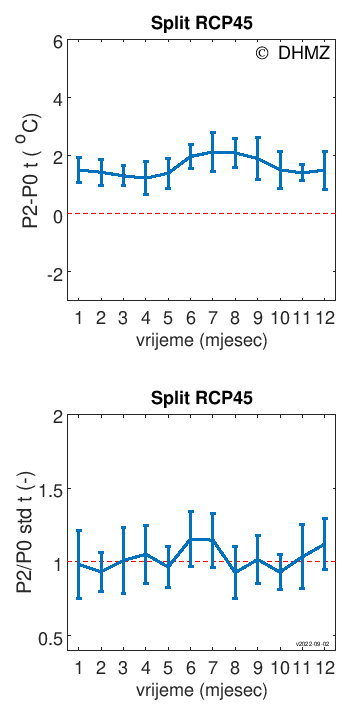 Split RCP45
© DHMZ
6
4
2
0
-2
P2-P0 t ( °C)
1 2 3 4 5 6 7 8 9 10 11 12
vrijeme (mjesec)
Split RCP45
2
1.5
1
0.5
P2/P0 std t (-)
v2022-09-02
1 2 3 4 5 6 7 8 9 10 11 12
vrijeme (mjesec)